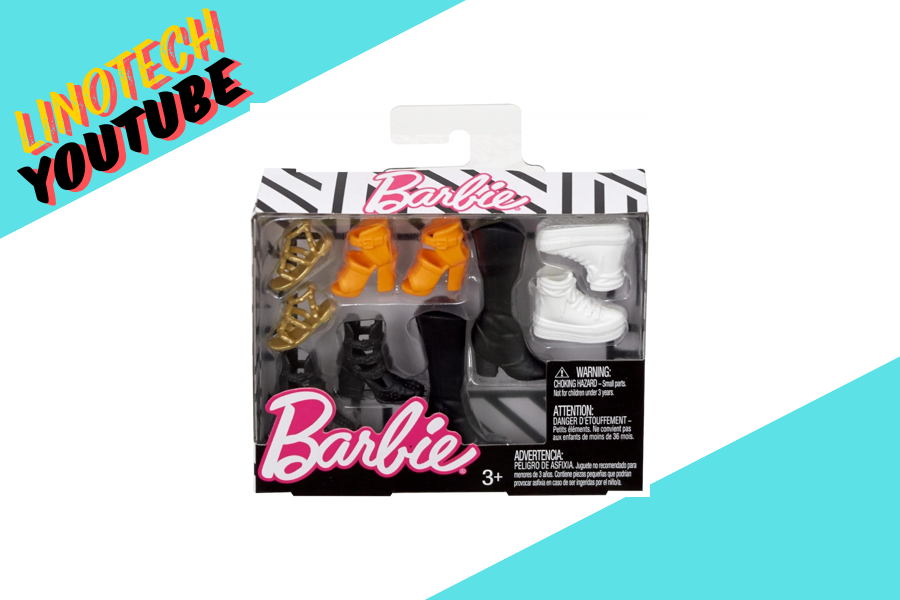 LINOTECH
YOUTUBE
Barbie
WARNING:
CHOKING HAZARD – Small parts.
Not for children under 3 years.
ATTENTION:
DANGER D'ÉTOUFFEMENT –
Petits éléments. Ne convient pas
aux enfants de moins de 36 mois.
Barbie
3+
ADVERTENCIA:
PELIGRO DE ASFIXIA. Juguete no recomendado para
menores de 3 años. Contiene piezas pequeñas que podrían
provocar asfixia en caso de ser ingeridas por el niño/a.